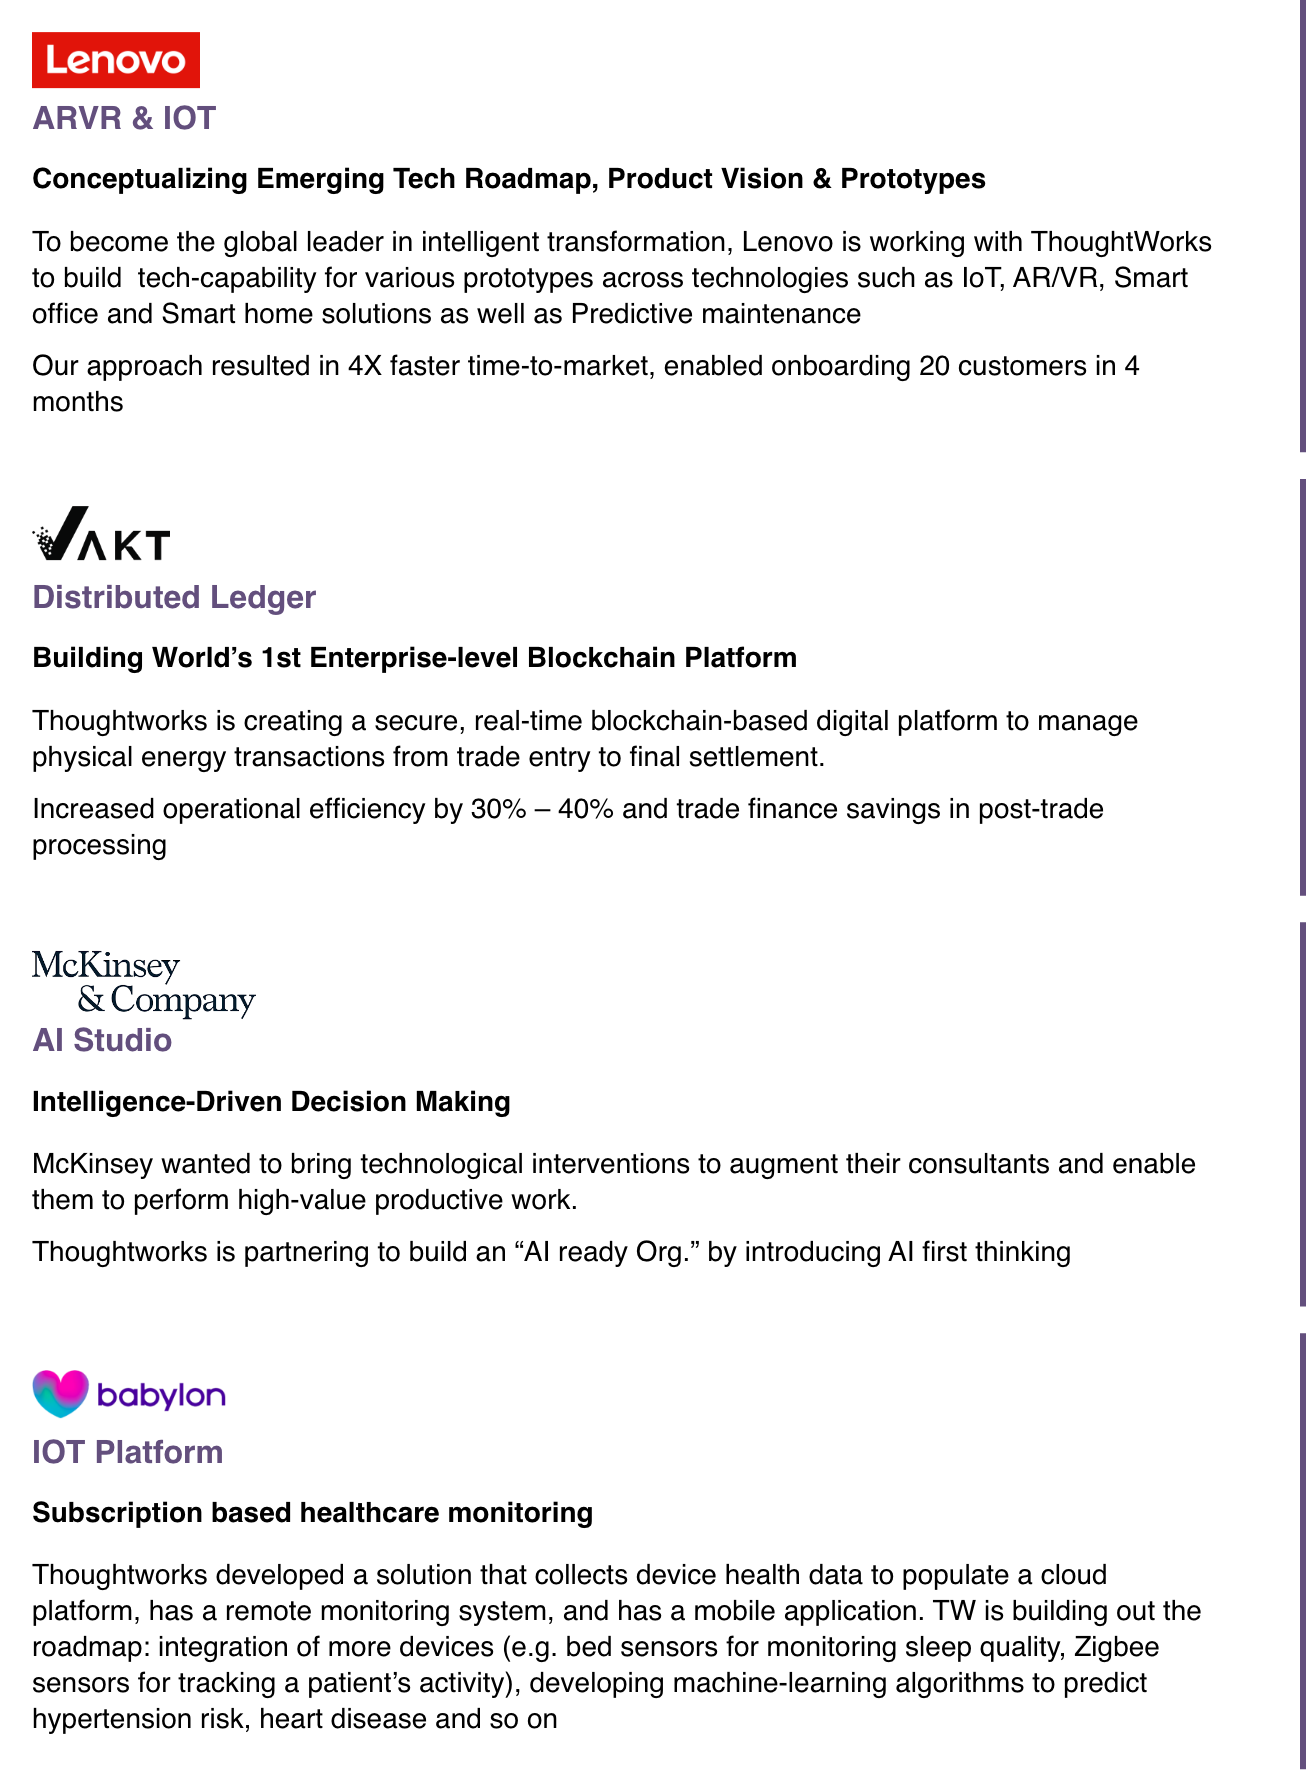 Lenovo
ARVR & IOT
Conceptualizing Emerging Tech Roadmap, Product Vision & Prototypes
To become the global leader in intelligent transformation, Lenovo is working with ThoughtWorks
to build  tech-capability for various prototypes across technologies such as IoT, AR/VR, Smart
office and Smart home solutions as well as Predictive maintenance
Our approach resulted in 4X faster time-to-market, enabled onboarding 20 customers in 4
months
VAKT
Distributed Ledger
Building World’s 1st Enterprise-level Blockchain Platform
Thoughtworks is creating a secure, real-time blockchain-based digital platform to manage
physical energy transactions from trade entry to final settlement.
Increased operational efficiency by 30% – 40% and trade finance savings in post-trade
processing
McKinsey
& Company
AI Studio
Intelligence-Driven Decision Making
McKinsey wanted to bring technological interventions to augment their consultants and enable
them to perform high-value productive work.
Thoughtworks is partnering to build an “AI ready Org.” by introducing AI first thinking
babylon
IOT Platform
Subscription based healthcare monitoring
Thoughtworks developed a solution that collects device health data to populate a cloud
platform, has a remote monitoring system, and has a mobile application. TW is building out the
roadmap: integration of more devices (e.g. bed sensors for monitoring sleep quality, Zigbee
sensors for tracking a patient’s activity), developing machine-learning algorithms to predict
hypertension risk, heart disease and so on